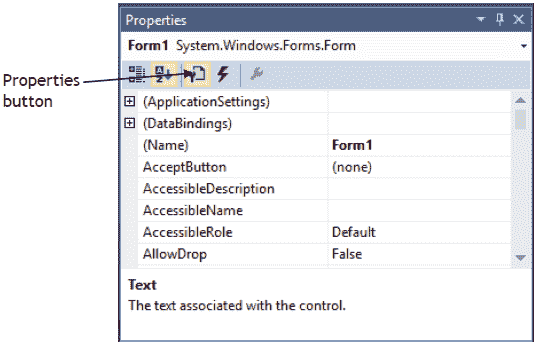 Properties
Form1 System.Windows.Forms.Form
Properties
button
(ApplicationSettings)
(DataBindings)
(Name) Form1
AcceptButton (none)
AccessibleDescription
AccessibleName
AccessibleRole Default
AllowDrop False
Text
The text associated with the control.